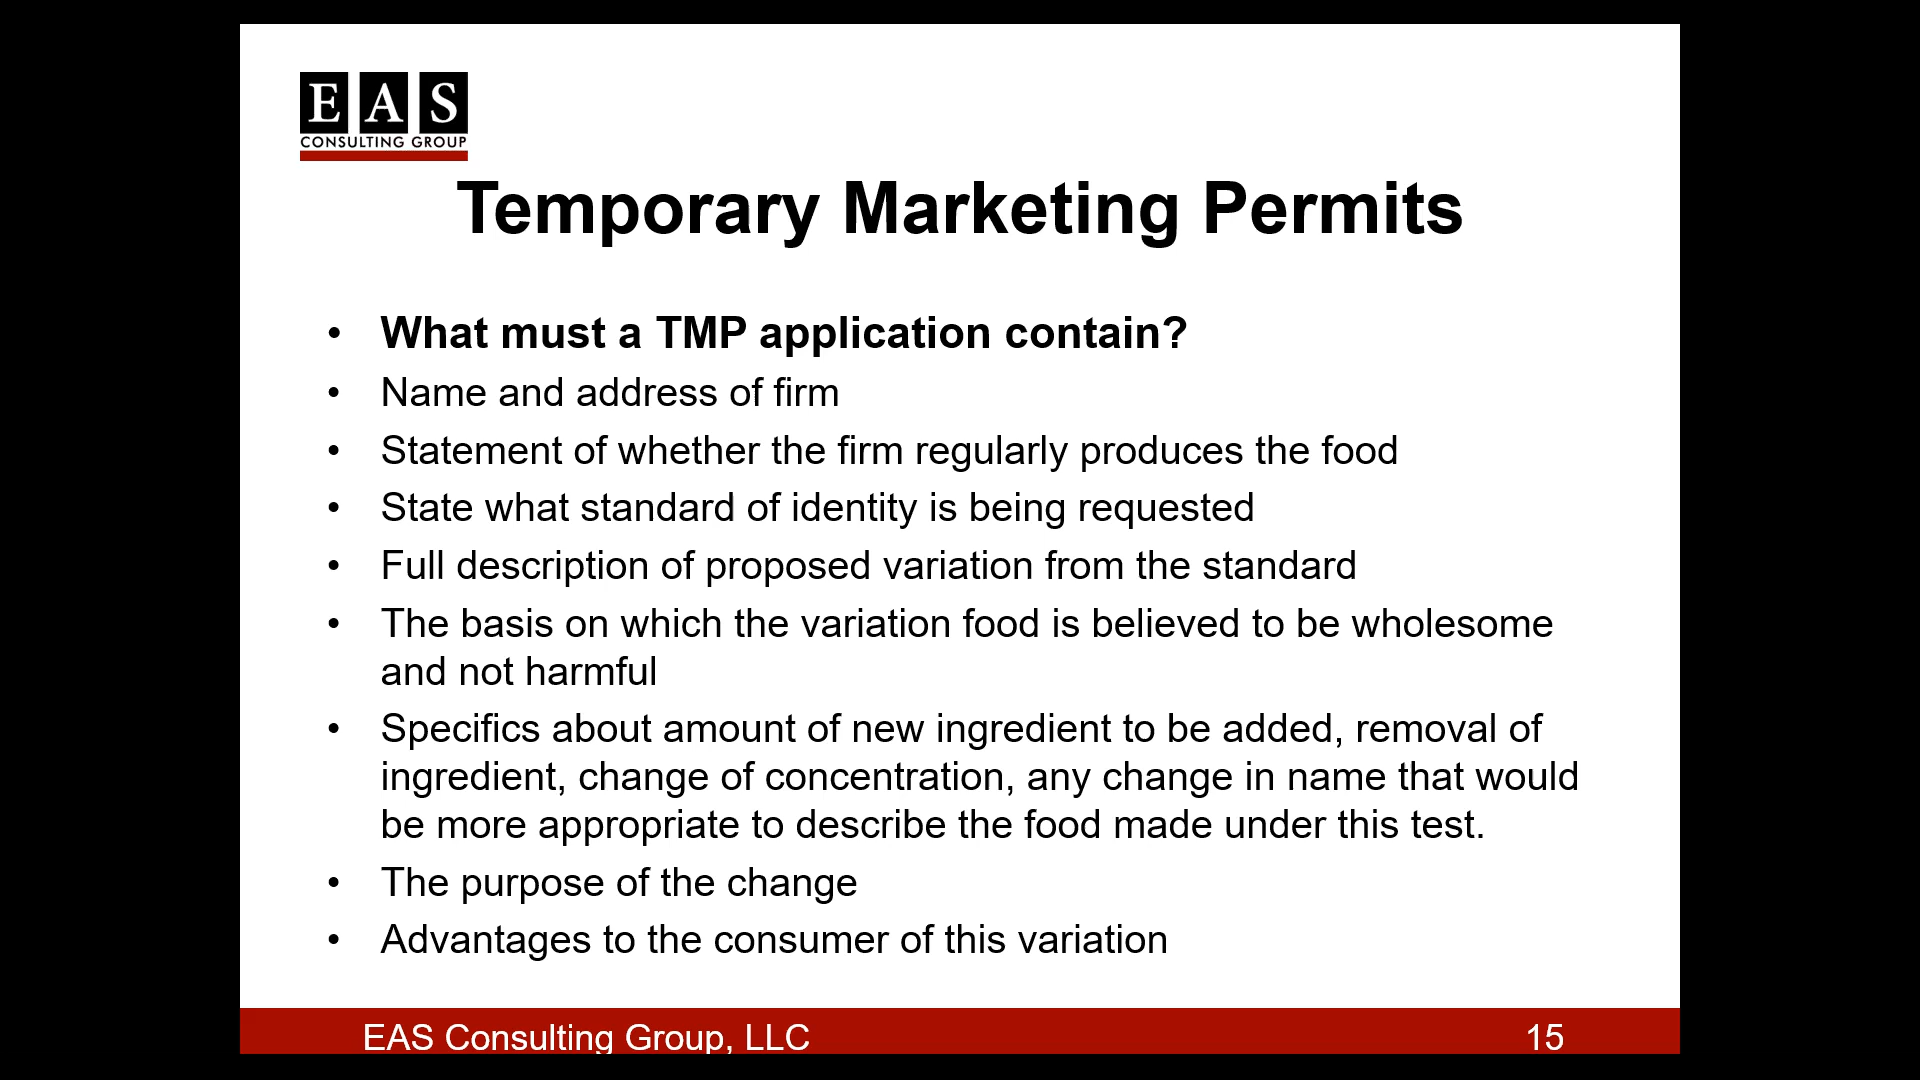 EAS
CONSULTING GROUP
Temporary Marketing Permits
• What must a TMP application contain?
• Name and address of firm
• Statement of whether the firm regularly produces the food
• State what standard of identity is being requested
• Full description of proposed variation from the standard
• The basis on which the variation food is believed to be wholesome
and not harmful
• Specifics about amount of new ingredient to be added, removal of
ingredient, change of concentration, any change in name that would
be more appropriate to describe the food made under this test.
• The purpose of the change
• Advantages to the consumer of this variation
EAS Consulting Group, LLC
15